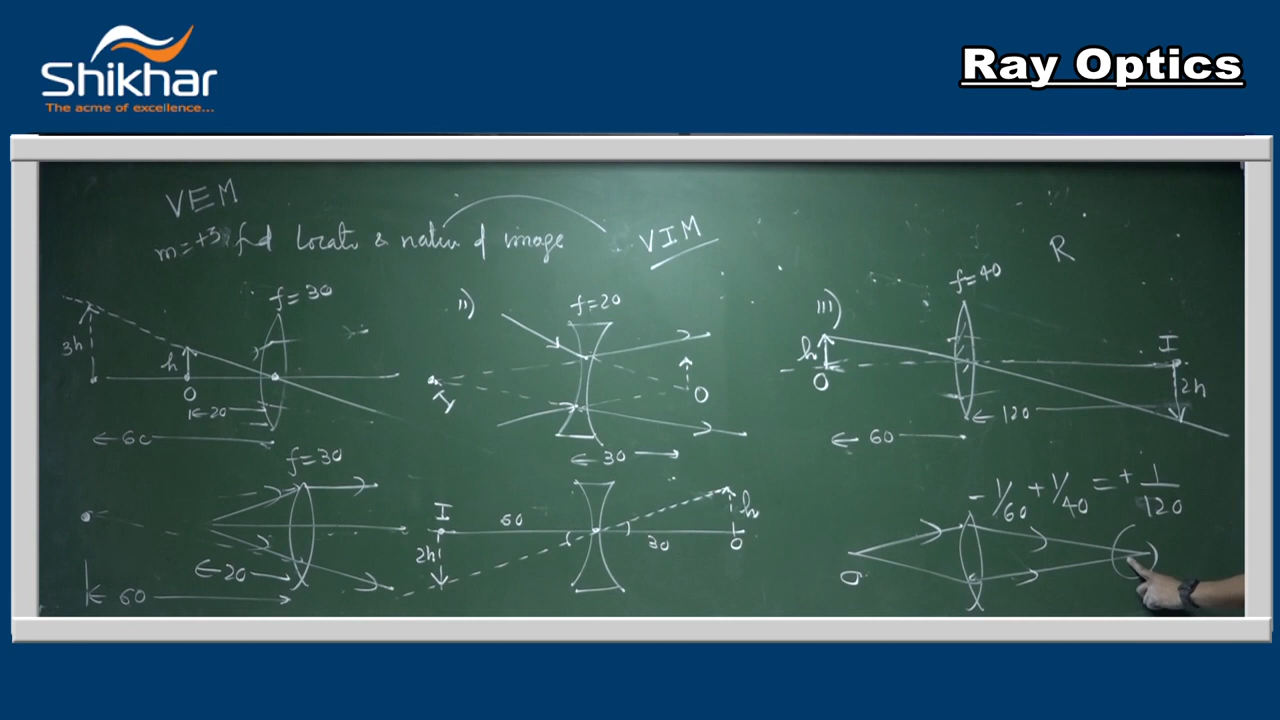 Shikhar
The acme of excellence...
Ray Optics
VEM
m=+3 find Locatn & nature of image
VIM
R
f=30
3h
h
O
20
60
ii)
f=20
I
O
30
iii)
f=40
h
O
I
2h
120
60
f=30
20
60
I
60
2h
30
h
O
-1/60 + 1/40 = + 1/120
O